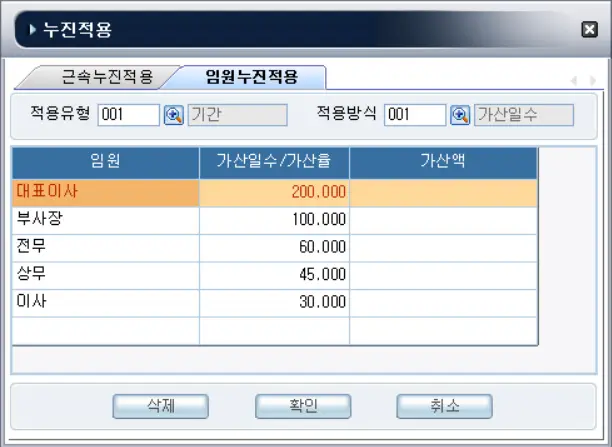 누진적용
근속누진적용 임원누진적용
적용유형 001 기간 적용방식 001 가산일수
임원 가산일수/가산율 가산액
대표이사 200.000
부사장 100.000
전무 60.000
상무 45.000
이사 30.000
삭제 확인 취소